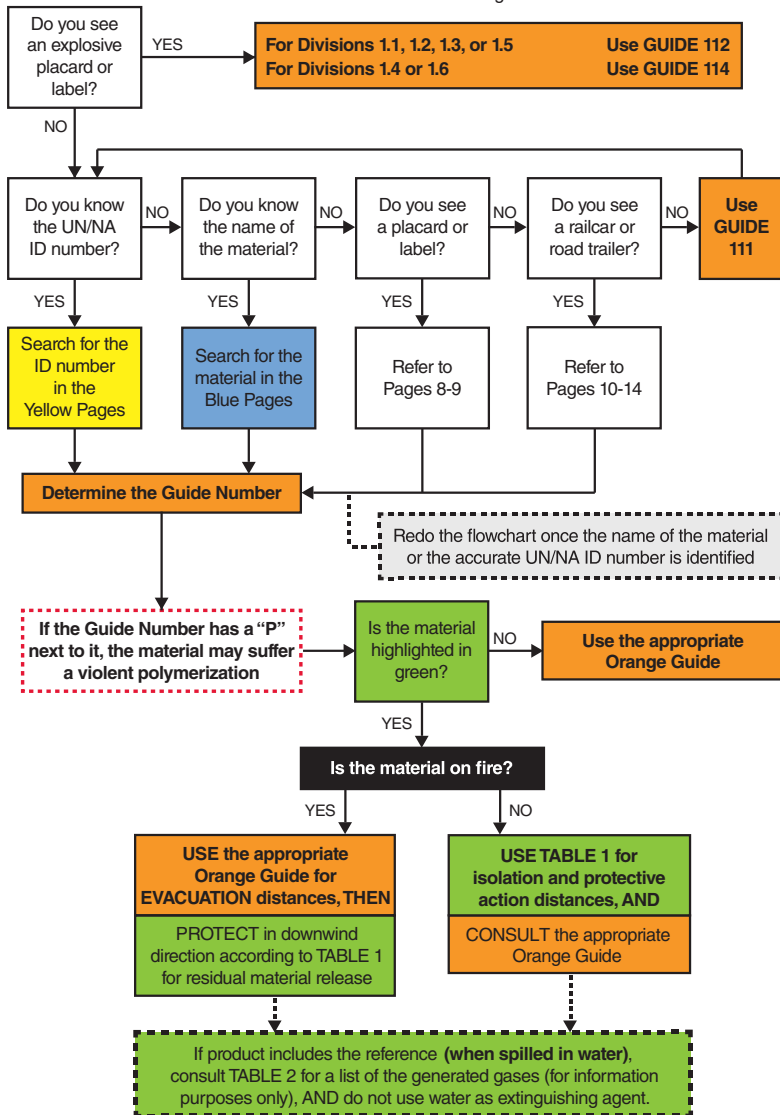 Do you see
an explosive
placard or
label?
YES
For Divisions 1.1, 1.2, 1.3, or 1.5 Use GUIDE 112
For Divisions 1.4 or 1.6 Use GUIDE 114
NO
Do you know
the UN/NA
ID number?
NO
Do you know
the name of
the material?
NO
Do you see
a placard or
label?
NO
Do you see
a railcar or
road trailer?
NO
Use
GUIDE
111
YES
YES
YES
YES
Search for the
ID number
in the
Yellow Pages
Search for the
material in the
Blue Pages
Refer to
Pages 8-9
Refer to
Pages 10-14
Determine the Guide Number
Redo the flowchart once the name of the material
or the accurate UN/NA ID number is identified
If the Guide Number has a “P”
next to it, the material may suffer
a violent polymerization
Is the material
highlighted in
green?
NO
Use the appropriate
Orange Guide
YES
Is the material on fire?
YES
NO
USE the appropriate
Orange Guide for
EVACUATION distances, THEN
PROTECT in downwind
direction according to TABLE 1
for residual material release
USE TABLE 1 for
isolation and protective
action distances, AND
CONSULT the appropriate
Orange Guide
If product includes the reference (when spilled in water),
consult TABLE 2 for a list of the generated gases (for information
purposes only), AND do not use water as extinguishing agent.